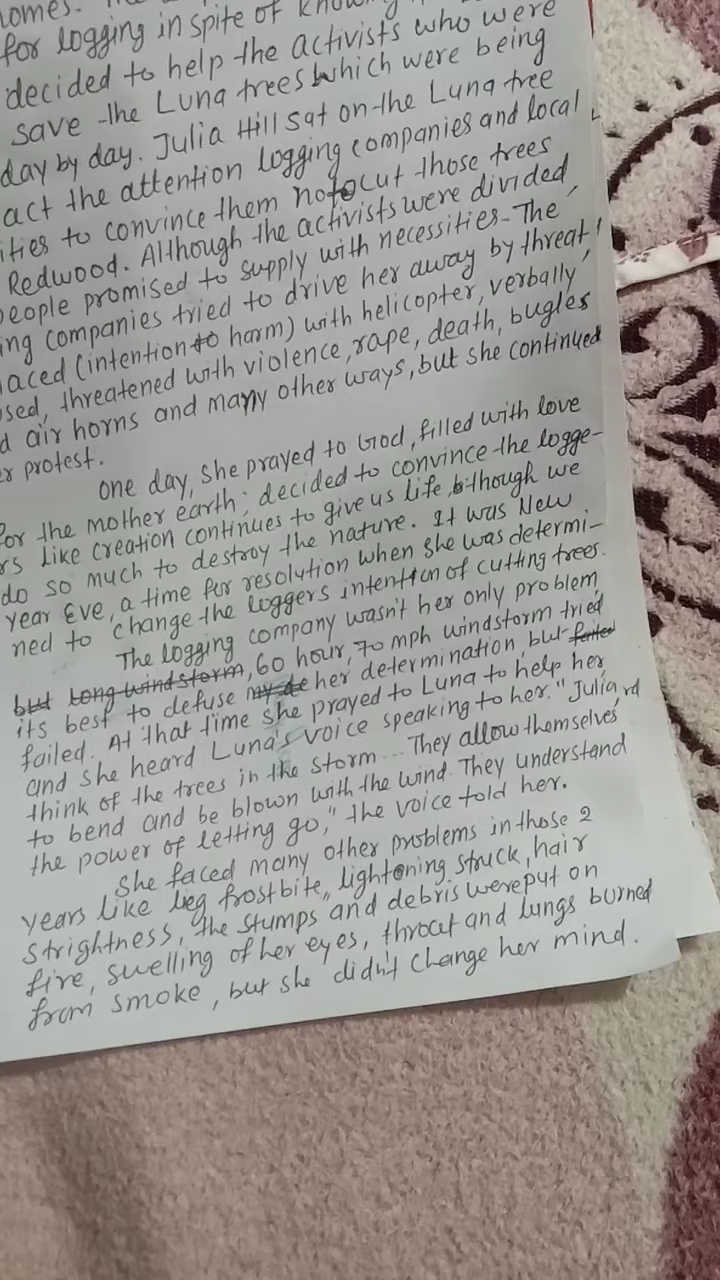 omes.
for logging in spite of know
decided to help the activists who were
save the Luna trees which were being
day by day. Julia Hill sat on the Luna tree
act the attention logging companies and local
ities to convince them not to cut those trees
Redwood. Although the activists were divided,
people promised to supply with necessities. The
ing companies tried to drive her away by threat
aced (intention to harm) with helicopter, verbally
sed, threatened with violence, rape, death, bugles
d air horns and many other ways, but she continued
er protest.
One day, she prayed to God, filled with love
for the mother earth; decided to convince the logge-
rs like creation continues to give us life, although we
do so much to destroy the nature. It was New
year Eve, a time for resolution when she was determi-
ned to change the loggers intention of cutting trees.
The logging company wasn't her only problem,
but long windstorm, 60 hour, 70 mph windstorm tried
its best to defuse her determination, but failed
failed. At that time she prayed to Luna to help her
and she heard Luna's voice speaking to her. "Julia,
think of the trees in the storm... They allow themselves
to bend and be blown with the wind. They understand
the power of letting go," the voice told her.
She faced many other problems in those 2
years like leg frostbite, lightening struck, hair
strightness, the stumps and debris were put on
fire, swelling of her eyes, throat and lungs burned
from smoke, but she didn't change her mind.